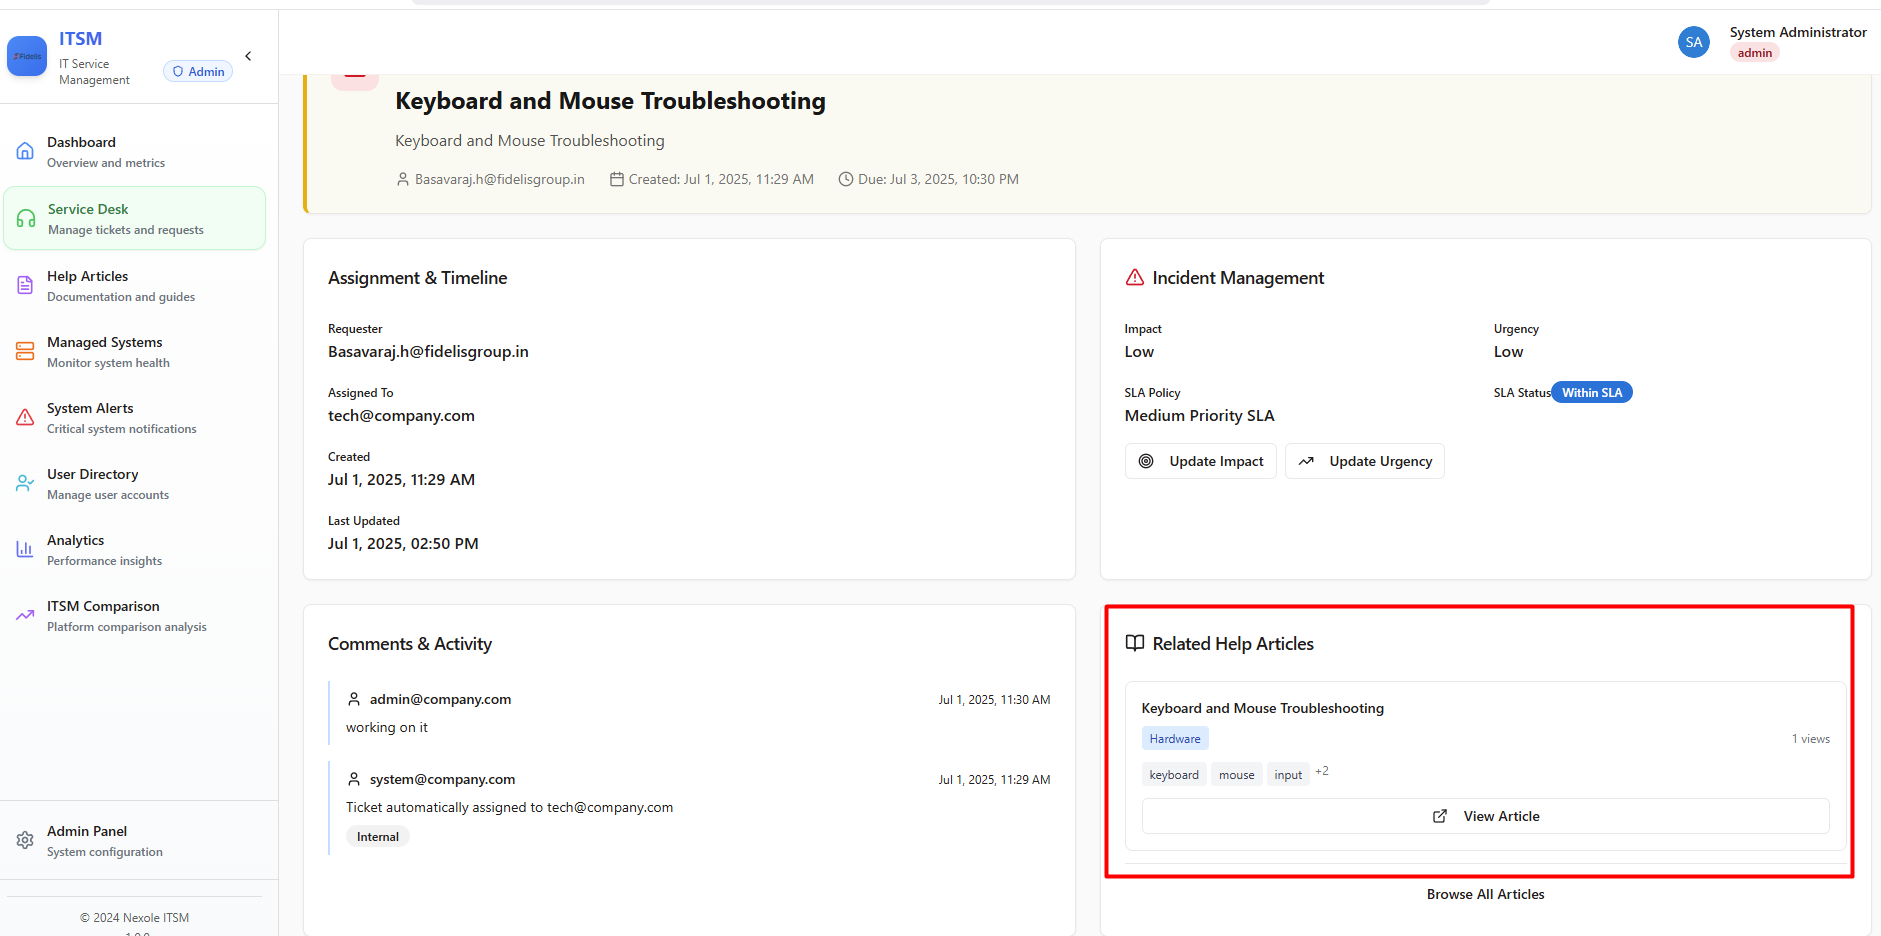 Fidelis
ITSM
IT Service
Management
Admin
Dashboard
Overview and metrics
Service Desk
Manage tickets and requests
Help Articles
Documentation and guides
Managed Systems
Monitor system health
System Alerts
Critical system notifications
User Directory
Manage user accounts
Analytics
Performance insights
ITSM Comparison
Platform comparison analysis
Admin Panel
System configuration
© 2024 Nexole ITSM
SA
System Administrator
admin
Keyboard and Mouse Troubleshooting
Keyboard and Mouse Troubleshooting
Basavaraj.h@fidelisgroup.in Created: Jul 1, 2025, 11:29 AM Due: Jul 3, 2025, 10:30 PM
Assignment & Timeline
Requester
Basavaraj.h@fidelisgroup.in
Assigned To
tech@company.com
Created
Jul 1, 2025, 11:29 AM
Last Updated
Jul 1, 2025, 02:50 PM
Incident Management
Impact
Low
Urgency
Low
SLA Policy
Medium Priority SLA
SLA Status Within SLA
Update Impact
Update Urgency
Comments & Activity
admin@company.com Jul 1, 2025, 11:30 AM
working on it
system@company.com Jul 1, 2025, 11:29 AM
Ticket automatically assigned to tech@company.com
Internal
Related Help Articles
Keyboard and Mouse Troubleshooting
Hardware 1 views
keyboard mouse input +2
View Article
Browse All Articles